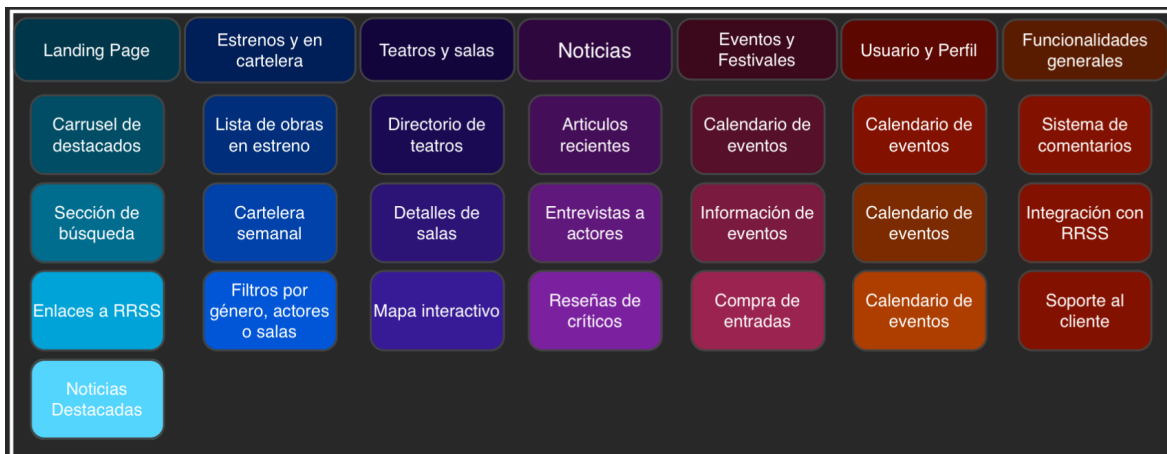 Landing Page
Estrenos y en
cartelera
Teatros y salas
Noticias
Eventos y
Festivales
Usuario y Perfil
Funcionalidades
generales
Carrusel de
destacados
Lista de obras
en estreno
Directorio de
teatros
Articulos
recientes
Calendario de
eventos
Calendario de
eventos
Sistema de
comentarios
Sección de
búsqueda
Cartelera
semanal
Detalles de
salas
Entrevistas a
actores
Información de
eventos
Calendario de
eventos
Integración con
RRSS
Enlaces a RRSS
Filtros por
género, actores
o salas
Mapa interactivo
Reseñas de
críticos
Compra de
entradas
Calendario de
eventos
Soporte al
cliente
Noticias
Destacadas